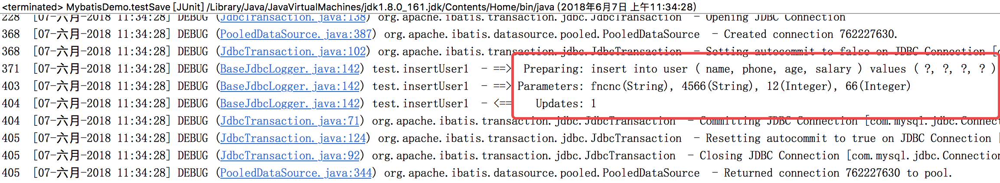 <terminated> MybatisDemo.testSave [JUnit] /Library/Java/JavaVirtualMachines/jdk1.8.0_161.jdk/Contents/Home/bin/java (2018年6月7日 上午11:34:28)
228 [07-六月-2018 11:34:28] DEBUG (JdbcTransaction.java:138) org.apache.ibatis.transaction.jdbc.JdbcTransaction - Opening JDBC Connection
368 [07-六月-2018 11:34:28] DEBUG (PooledDataSource.java:387) org.apache.ibatis.datasource.pooled.PooledDataSource - Created connection 762227630.
368 [07-六月-2018 11:34:28] DEBUG (JdbcTransaction.java:102) org.apache.ibatis.transaction.jdbc.JdbcTransaction - Setting autocommit to false on JDBC Connection [
371 [07-六月-2018 11:34:28] DEBUG (BaseJdbcLogger.java:142) test.insertUser1 - ==> Preparing: insert into user ( name, phone, age, salary ) values ( ?, ?, ?, ? )
403 [07-六月-2018 11:34:28] DEBUG (BaseJdbcLogger.java:142) test.insertUser1 - ==> Parameters: fncnc(String), 4566(String), 12(Integer), 66(Integer)
404 [07-六月-2018 11:34:28] DEBUG (BaseJdbcLogger.java:142) test.insertUser1 - <== Updates: 1
404 [07-六月-2018 11:34:28] DEBUG (JdbcTransaction.java:71) org.apache.ibatis.transaction.jdbc.JdbcTransaction - Committing JDBC Connection [com.mysql.jdbc.Connect
405 [07-六月-2018 11:34:28] DEBUG (JdbcTransaction.java:124) org.apache.ibatis.transaction.jdbc.JdbcTransaction - Resetting autocommit to true on JDBC Connection [
405 [07-六月-2018 11:34:28] DEBUG (JdbcTransaction.java:92) org.apache.ibatis.transaction.jdbc.JdbcTransaction - Closing JDBC Connection [com.mysql.jdbc.Connection
405 [07-六月-2018 11:34:28] DEBUG (PooledDataSource.java:344) org.apache.ibatis.datasource.pooled.PooledDataSource - Returned connection 762227630 to pool.